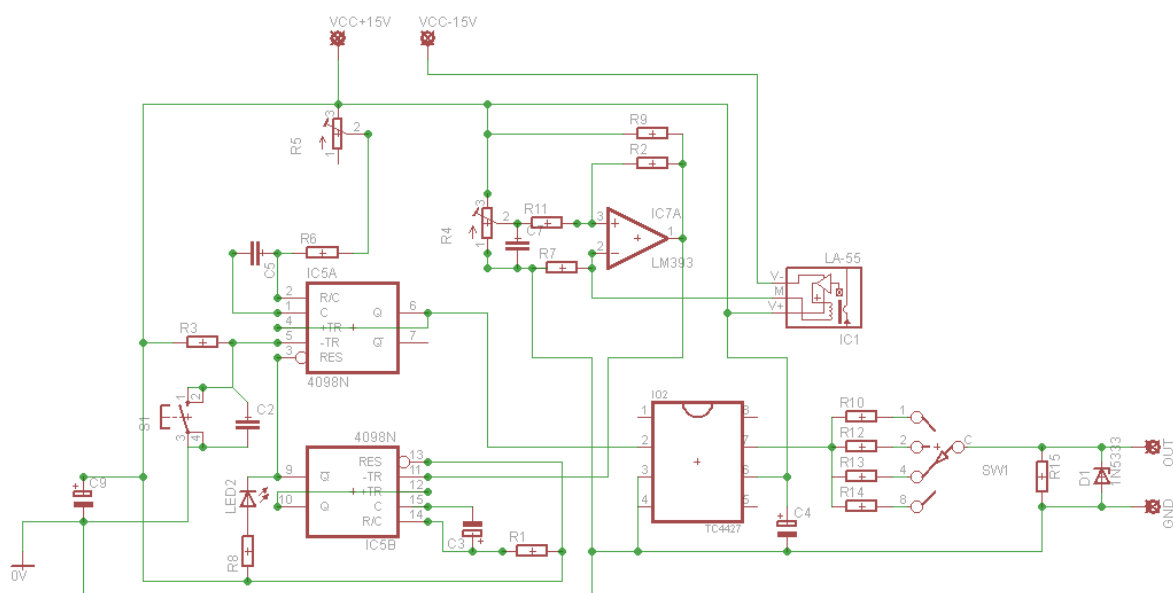 VCC+15V
VCC-15V
3
2
1
R5
R9
R2
3
2
1
R4
R11
C7
R7
3
2
1
IC7A
LM393
LA-55
V-
M
V+
IC1
C5
R6
IC5A
2
R/C
1
C
Q
6
4
+TR
5
-TR
Q
7
3
RES
4098N
R3
S1
1
2
3
4
C2
4098N
RES
13
9
Q
-TR
11
+TR
12
10
Q
C
15
R/C
14
IC5B
LED2
R8
C3
R1
C9
0V
IO2
1
2
3
4
8
7
6
5
TC4427
C4
R10
R12
R13
R14
1
2
4
8
C
SW1
R15
D1
1N5333
OUT
GND